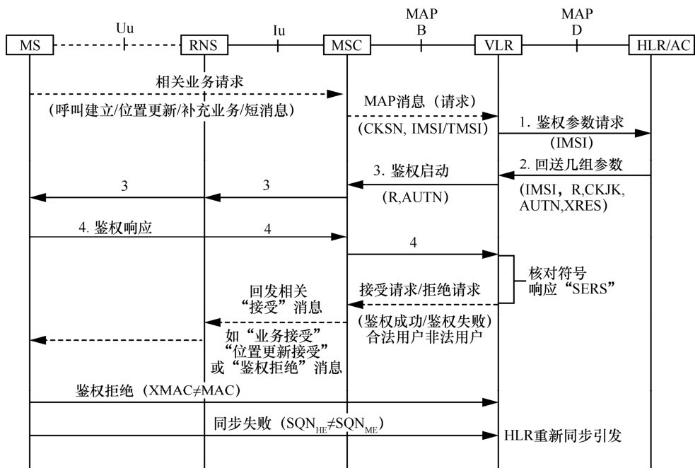 MAP
MAP
Uu
Iu
B
D
MS
RNS
MSC
VLR
HLR/AC
相关业务请求
(呼叫建立/位置更新/补充业务/短消息)
MAP消息（请求）
(CKSN, IMSI/TMSI)
1. 鉴权参数请求
(IMSI)
2. 回送几组参数
(IMSI，R,CKJK,
AUTN,XRES)
3. 鉴权启动
(R,AUTN)
3
3
4. 鉴权响应
4
4
核对符号
响应“SERS”
接受请求/拒绝请求
(鉴权成功/鉴权失败)
合法用户非法用户
回发相关
“接受”消息
如“业务接受”
“位置更新接受”
或“鉴权拒绝”消息
鉴权拒绝（XMAC≠MAC）
同步失败（SQNHE≠SQNME）
HLR重新同步引发